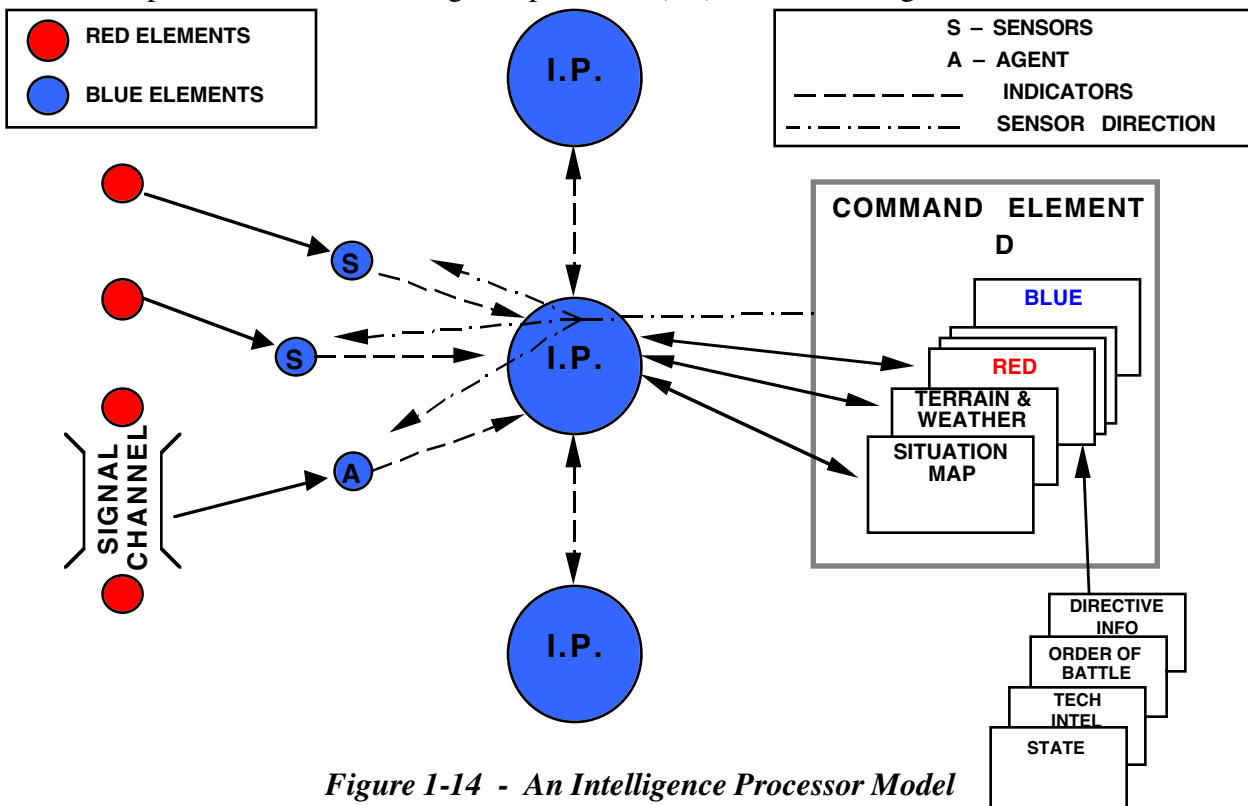 RED ELEMENTS
BLUE ELEMENTS
I.P.
S – SENSORS
A – AGENT
INDICATORS
SENSOR DIRECTION
COMMAND ELEMENT
D
BLUE
RED
TERRAIN &
WEATHER
SITUATION
MAP
S
S
I.P.
A
SIGNAL
CHANNEL
I.P.
DIRECTIVE
INFO
ORDER OF
BATTLE
TECH
INTEL
STATE
Figure 1-14 - An Intelligence Processor Model